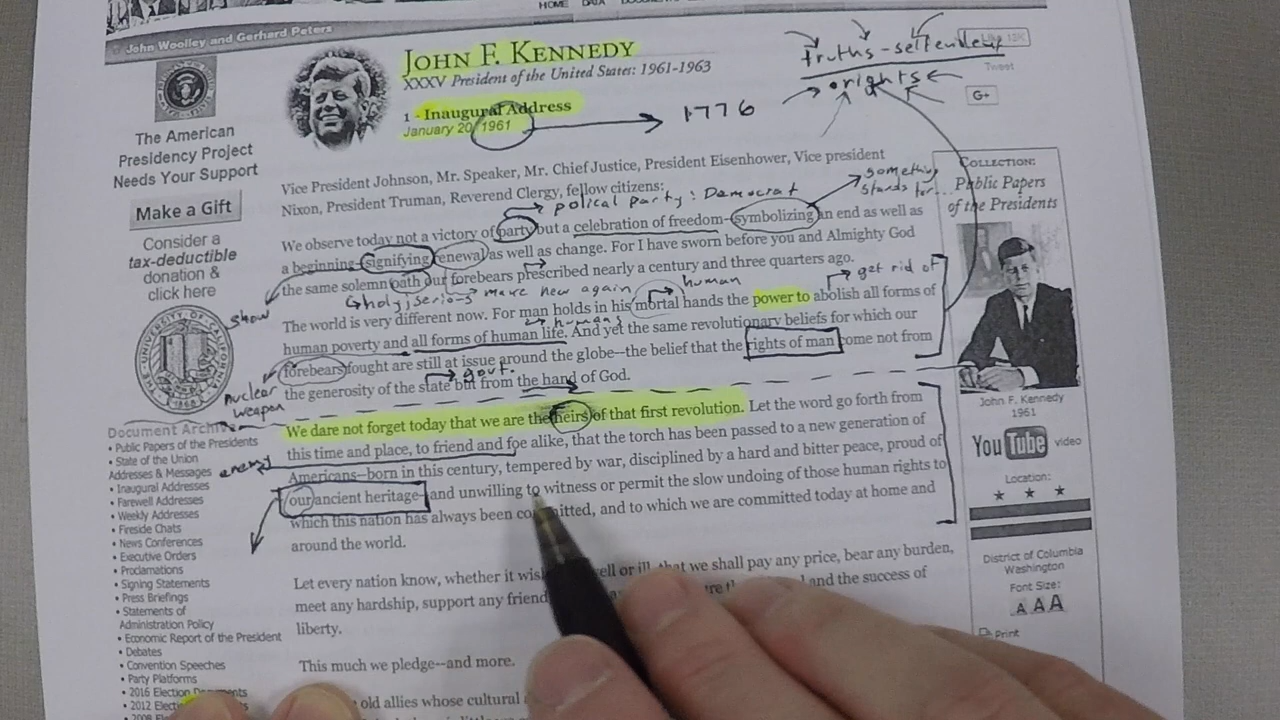 HOME DATA
John Woolley and Gerhard Peters
JOHN F. KENNEDY
XXXV President of the United States: 1961-1963
1 - Inaugural Address
January 20, 1961
1776
truths - self evident
rights
Tweet
G+
The American
Presidency Project
Needs Your Support
Make a Gift
Consider a
tax-deductible
donation &
click here
UNIVERSITY OF CALIFORNIA
1868
Vice President Johnson, Mr. Speaker, Mr. Chief Justice, President Eisenhower, Vice president
Nixon, President Truman, Reverend Clergy, fellow citizens:
polical party: Democrat
something
stands for...
We observe today not a victory of party but a celebration of freedom--symbolizing an end as well as
a beginning--signifying renewal as well as change. For I have sworn before you and Almighty God
the same solemn oath our forebears prescribed nearly a century and three quarters ago.
show
holy/serious make new again human get rid of
The world is very different now. For man holds in his mortal hands the power to abolish all forms of
humans
human poverty and all forms of human life. And yet the same revolutionary beliefs for which our
forebears fought are still at issue around the globe--the belief that the rights of man come not from
govt.
the generosity of the state but from the hand of God.
nuclear
weapon
We dare not forget today that we are the heirs of that first revolution. Let the word go forth from
this time and place, to friend and foe alike, that the torch has been passed to a new generation of
enemy
Americans--born in this century, tempered by war, disciplined by a hard and bitter peace, proud of
our ancient heritage--and unwilling to witness or permit the slow undoing of those human rights to
which this nation has always been committed, and to which we are committed today at home and
around the world.
Let every nation know, whether it ell or ill, that we shall pay any price, bear any burden,
meet any hardship, support any friend and the success of
liberty.
This much we pledge--and more.
old allies whose cultural
Document Archive
• Public Papers of the Presidents
• State of the Union
Addresses & Messages
• Inaugural Addresses
• Farewell Addresses
• Weekly Addresses
• Fireside Chats
• News Conferences
• Executive Orders
• Proclamations
• Signing Statements
• Press Briefings
• Statements of
Administration Policy
• Economic Report of the President
• Debates
• Convention Speeches
• Party Platforms
• 2016 Election Documents
• 2012
COLLECTION:
Public Papers
of the Presidents
John F. Kennedy
1961
YouTube video
Location:
District of Columbia
Washington
Font Size:
A A A
Print